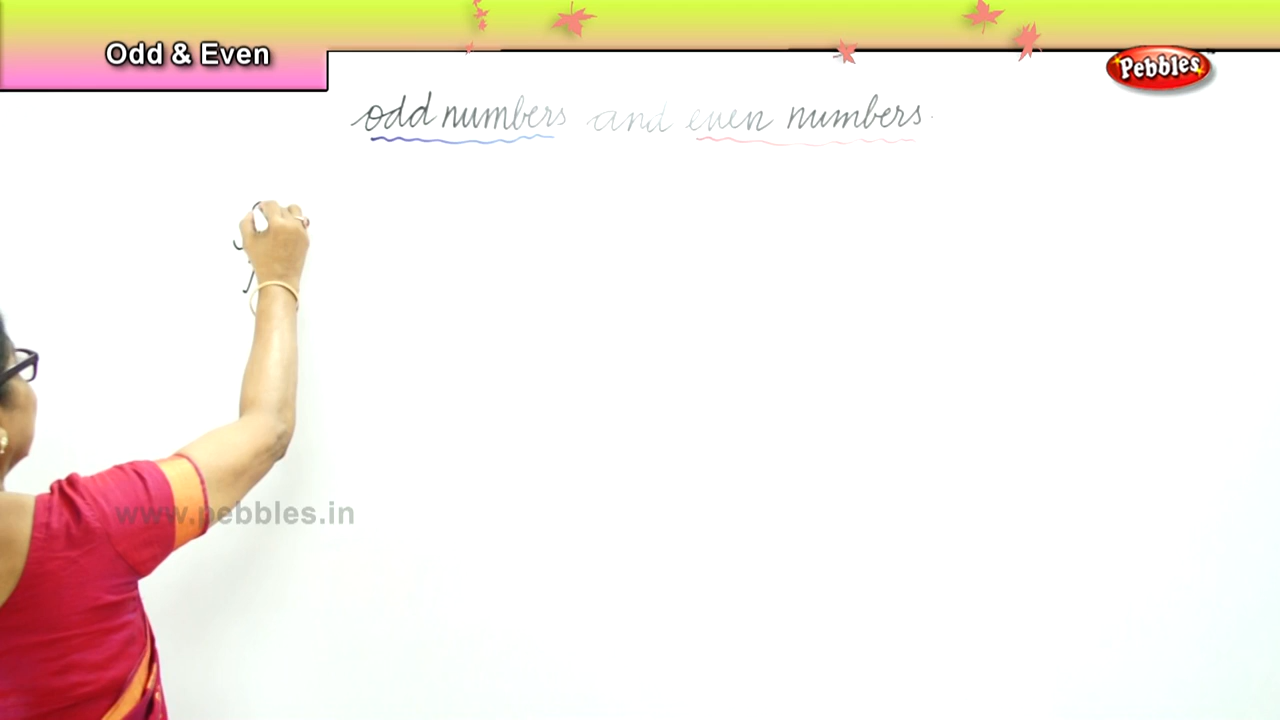 Odd & Even
Pebbles
odd numbers and even numbers.
www.pebbles.in